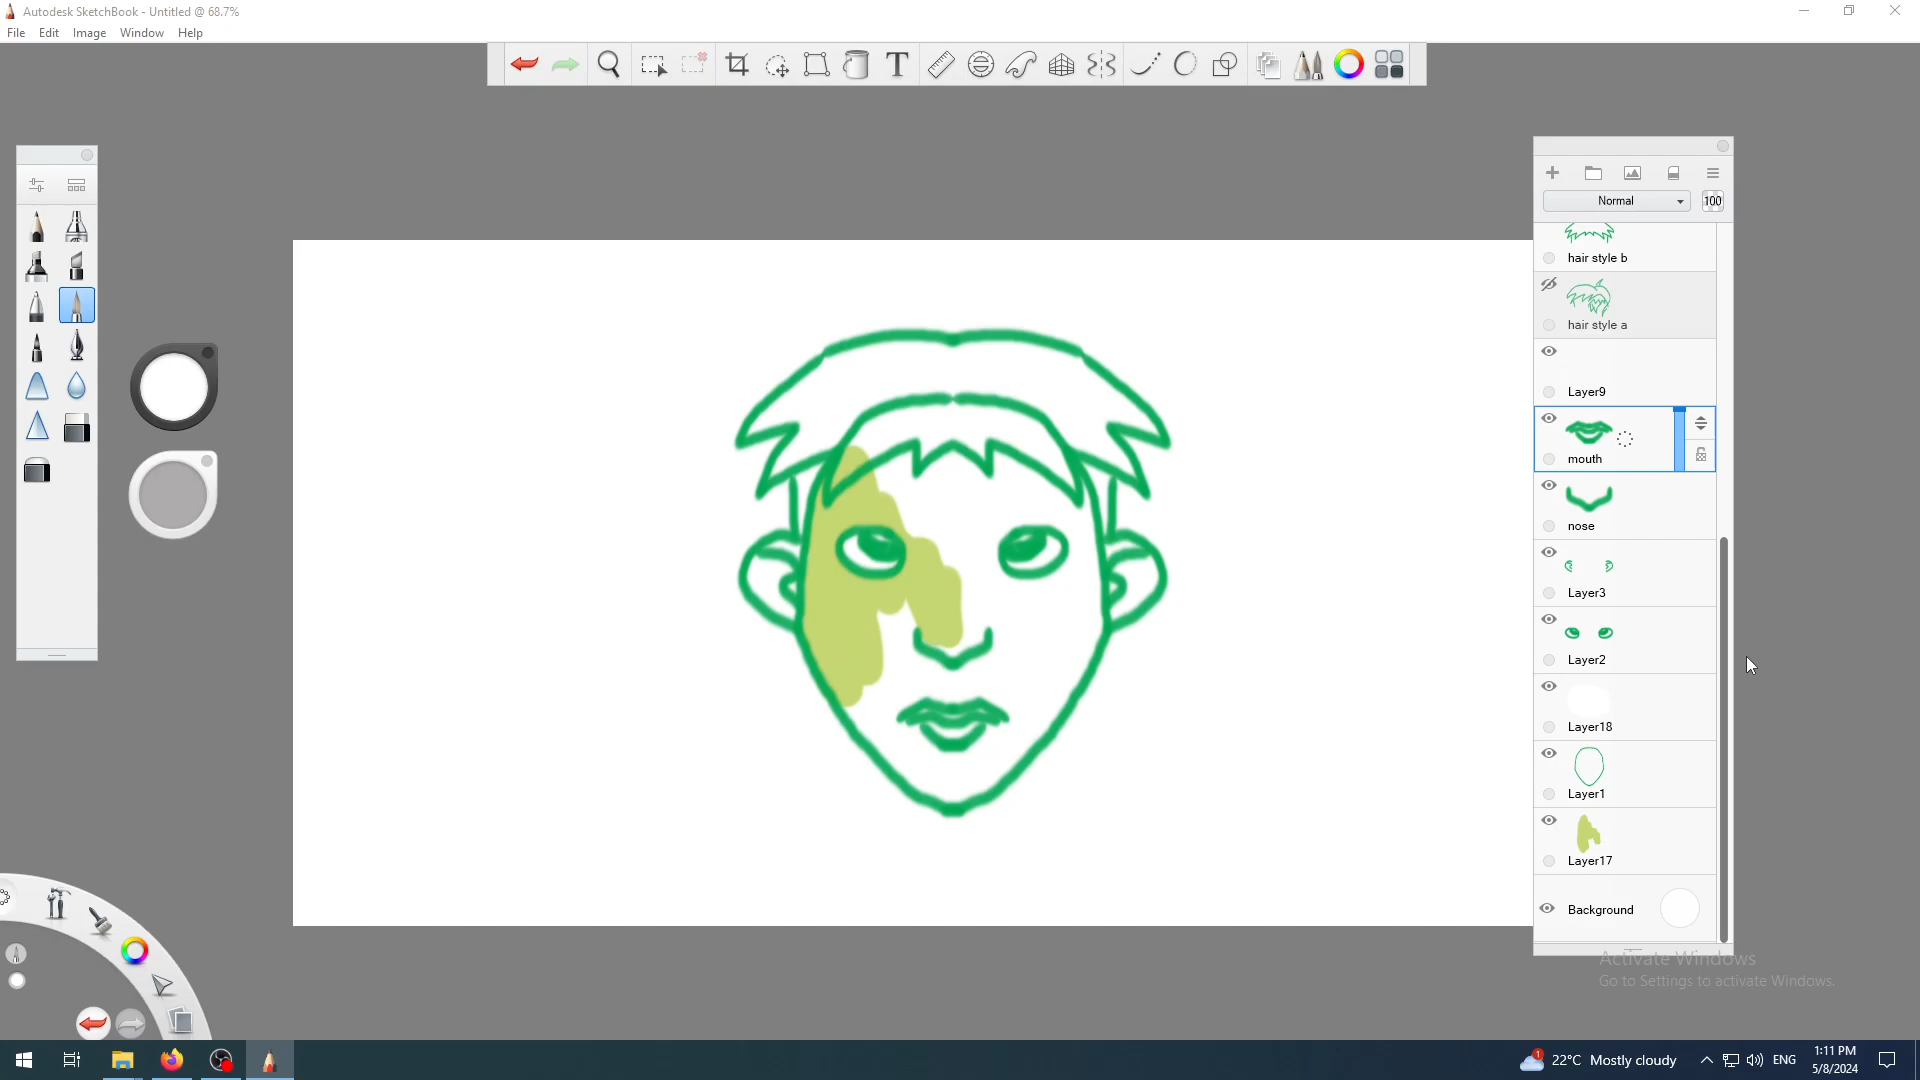 Autodesk SketchBook - Untitled @ 68.7%
File Edit Image Window Help
T
Normal 100
hair style b
hair style a
Layer9
mouth
nose
Layer3
Layer2
Layer18
Layer1
Layer17
Background
Activate Windows
Go to Settings to activate Windows.
1 22°C Mostly cloudy ENG 1:11 PM
5/8/2024